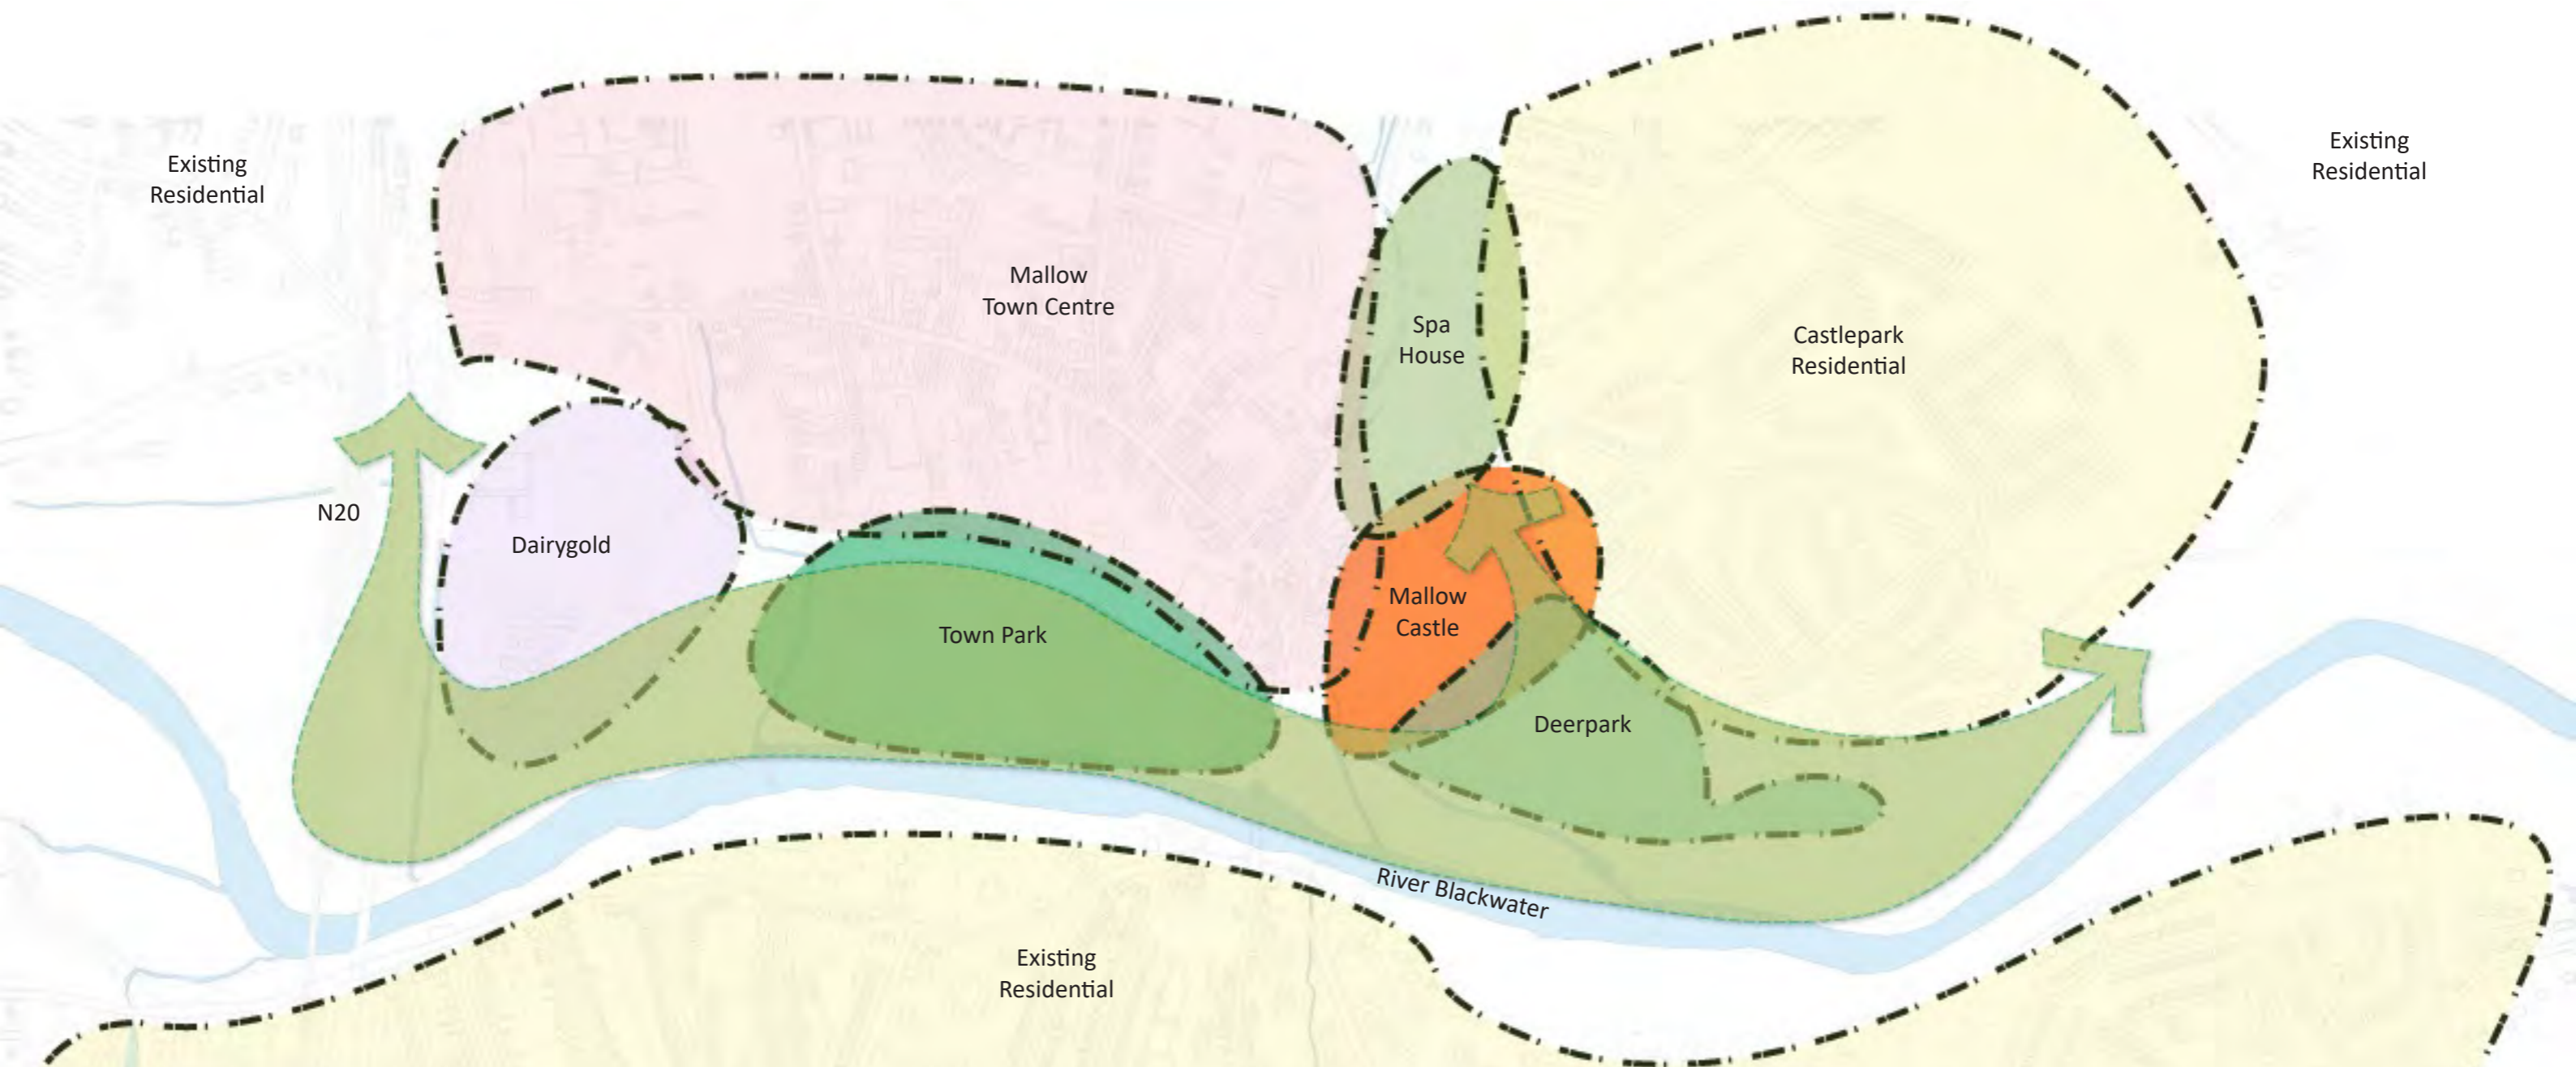 Existing
Residential
Existing
Residential
Mallow
Town Centre
Spa
House
Castlepark
Residential
N20
Dairygold
Mallow
Castle
Town Park
Deerpark
River Blackwater
Existing
Residential